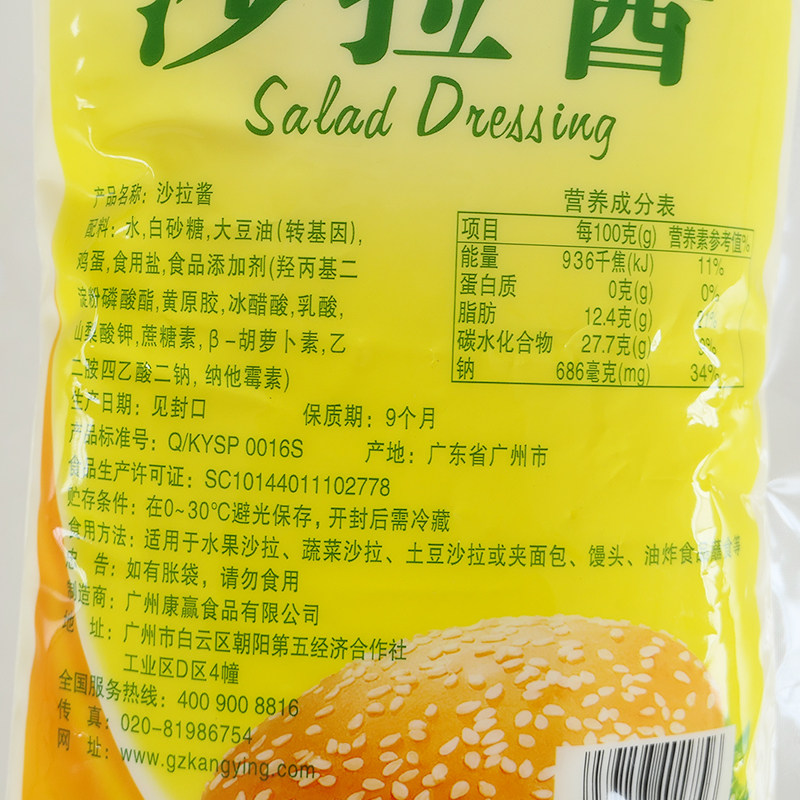 沙拉酱
Salad Dressing
产品名称：沙拉酱
配料：水,白砂糖,大豆油(转基因),
鸡蛋,食用盐,食品添加剂(羟丙基二
淀粉磷酸酯,黄原胶,冰醋酸,乳酸,
山梨酸钾,蔗糖素,β-胡萝卜素,乙
二胺四乙酸二钠, 纳他霉素)
营养成分表
项目 每100克(g) 营养素参考值%
能量 936千焦(kJ) 11%
蛋白质 0克(g) 0%
脂肪 12.4克(g)
碳水化合物 27.7克(g) 9%
钠 686毫克(mg) 34%
生产日期：见封口 保质期：9个月
产品标准号：Q/KYSP 0016S 产地：广东省广州市
食品生产许可证：SC10144011102778
贮存条件：在0~30℃避光保存，开封后需冷藏
食用方法：适用于水果沙拉、蔬菜沙拉、土豆沙拉或夹面包、馒头、油炸食品蘸食等
忠 告：如有胀袋，请勿食用
制造商：广州康赢食品有限公司
地 址：广州市白云区朝阳第五经济合作社
工业区D区4幢
全国服务热线：400 900 8816
传 真：020-81986754
网 址：www.gzkangying.com